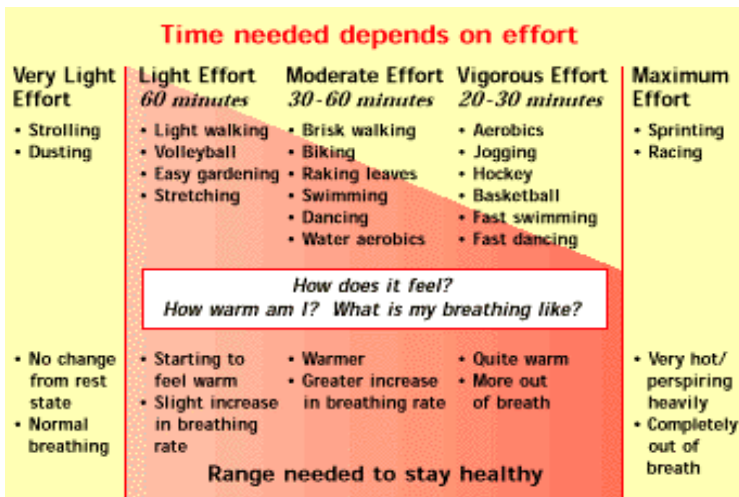 Time needed depends on effort
Very Light
Effort
• Strolling
• Dusting
Light Effort
60 minutes
• Light walking
• Volleyball
• Easy gardening
• Stretching
Moderate Effort
30-60 minutes
• Brisk walking
• Biking
• Raking leaves
• Swimming
• Dancing
• Water aerobics
Vigorous Effort
20-30 minutes
• Aerobics
• Jogging
• Hockey
• Basketball
• Fast swimming
• Fast dancing
Maximum
Effort
• Sprinting
• Racing
How does it feel?
How warm am I? What is my breathing like?
• No change
from rest
state
• Normal
breathing
• Starting to
feel warm
• Slight increase
in breathing
rate
• Warmer
• Greater increase
in breathing rate
• Quite warm
• More out
of breath
• Very hot/
perspiring
heavily
• Completely
out of
breath
Range needed to stay healthy